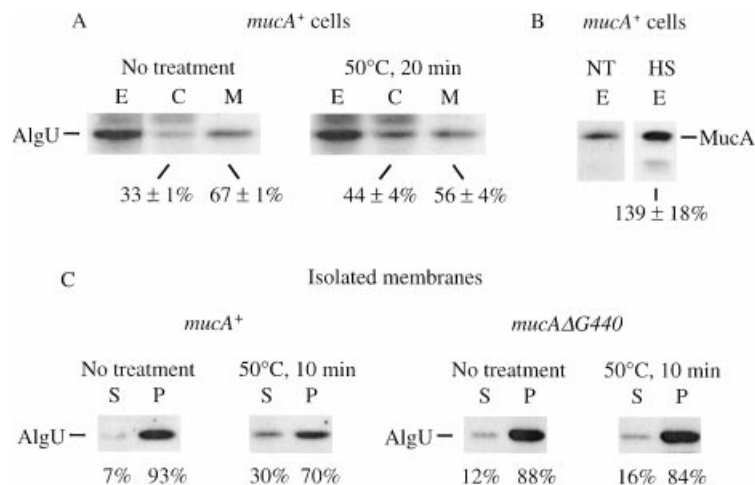 A
mucA⁺ cells
No treatment
50°C, 20 min
E C M
E C M
AlgU
33 ± 1% 67 ± 1%
44 ± 4% 56 ± 4%
B
mucA⁺ cells
NT HS
E E
MucA
139 ± 18%
C
Isolated membranes
mucA⁺
mucAΔG440
No treatment 50°C, 10 min
No treatment 50°C, 10 min
S P S P
S P S P
AlgU
AlgU
7% 93% 30% 70%
12% 88% 16% 84%